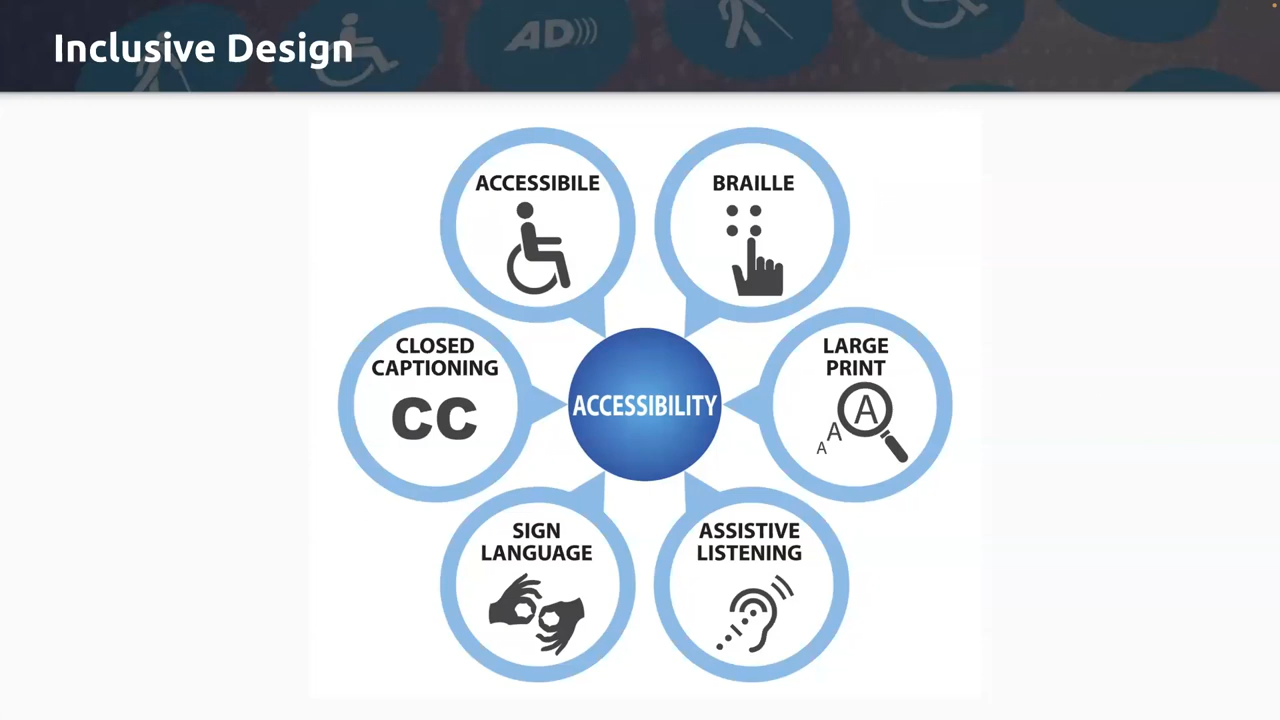 Inclusive Design
AD
ACCESSIBILE
BRAILLE
CLOSED
CAPTIONING
CC
LARGE
PRINT
A
A
A
ACCESSIBILITY
SIGN
LANGUAGE
ASSISTIVE
LISTENING